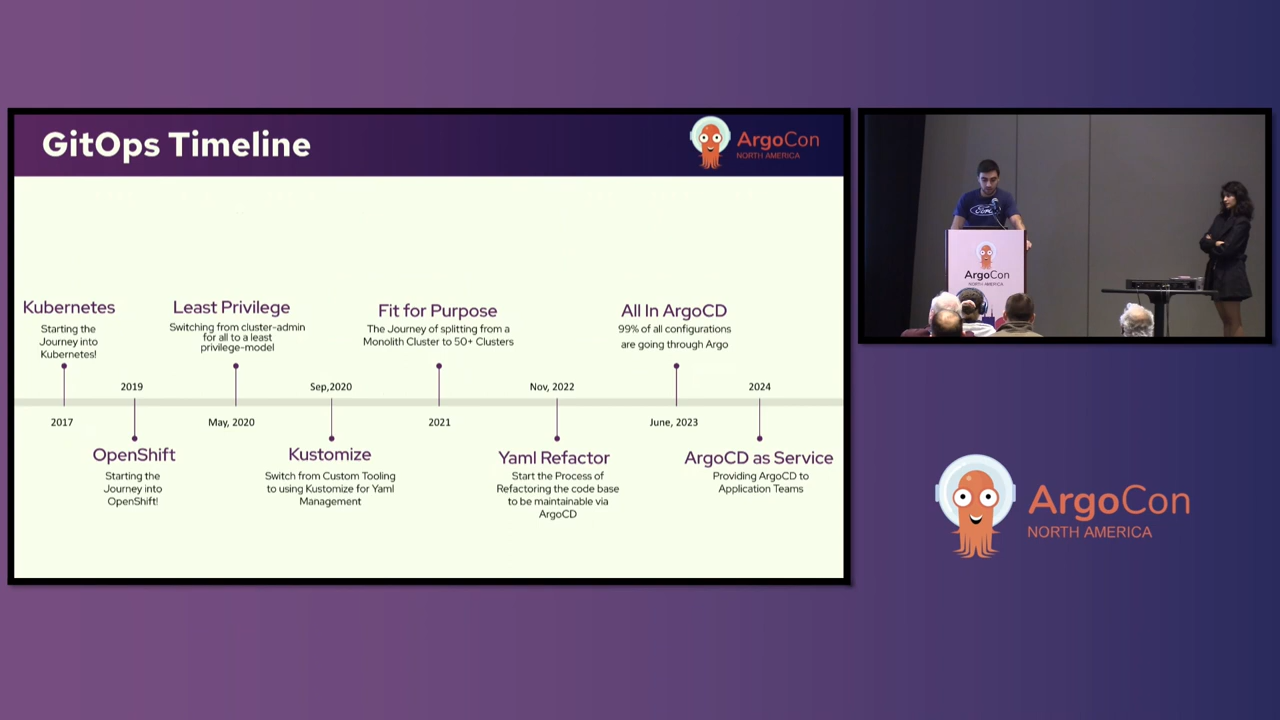 GitOps Timeline
ArgoCon
NORTH AMERICA
Kubernetes
Starting the
Journey into
Kubernetes!
2017
2019
OpenShift
Starting the
Journey into
OpenShift!
Least Privilege
Switching from cluster-admin
for all to a least
privilege-model
May, 2020
Sep,2020
Kustomize
Switch from Custom Tooling
to using Kustomize for Yaml
Management
Fit for Purpose
The Journey of splitting from a
Monolith Cluster to 50+ Clusters
2021
Nov, 2022
Yaml Refactor
Start the Process of
Refactoring the code base
to be maintainable via
ArgoCD
All In ArgoCD
99% of all configurations
are going through Argo
June, 2023
2024
ArgoCD as Service
Providing ArgoCD to
Application Teams
Ford
ArgoCon
NORTH AMERICA
ArgoCon
NORTH AMERICA